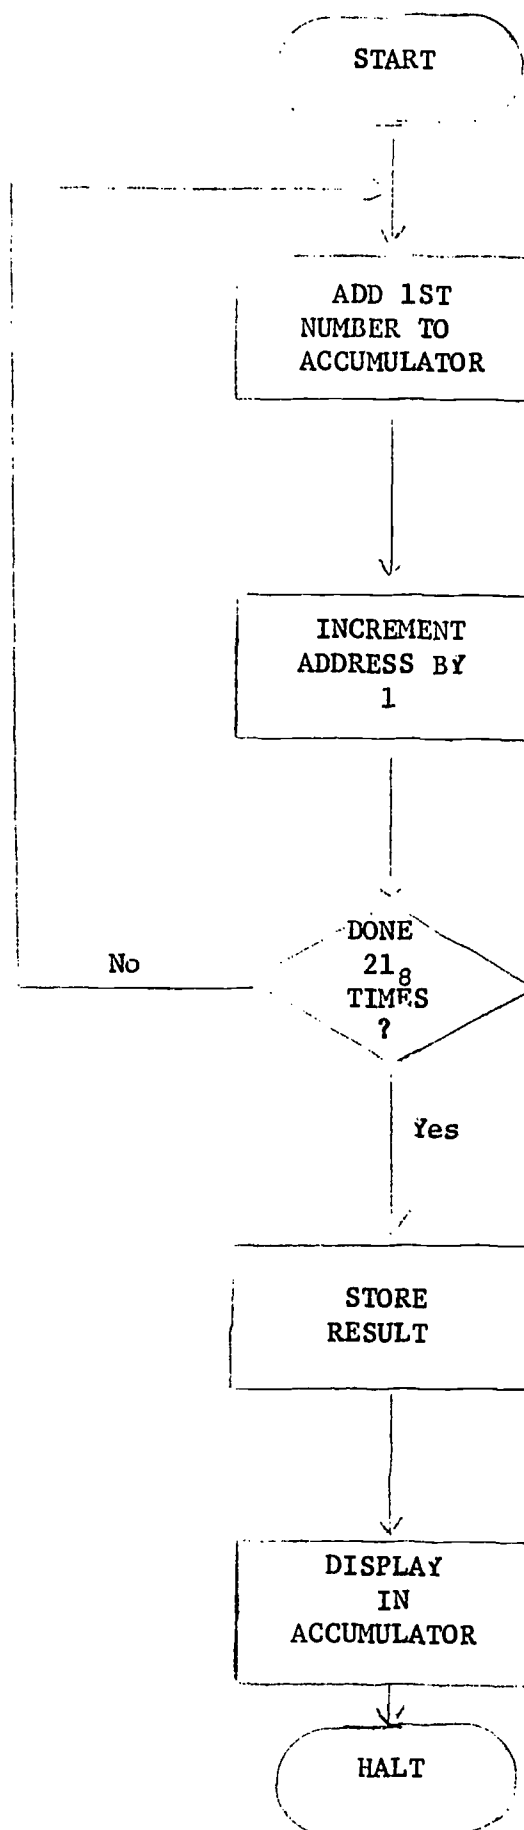 START
ADD 1ST
NUMBER TO
ACCUMULATOR
INCREMENT
ADDRESS BY
1
DONE
21₈
TIMES
?
No
Yes
STORE
RESULT
DISPLAY
IN
ACCUMULATOR
HALT